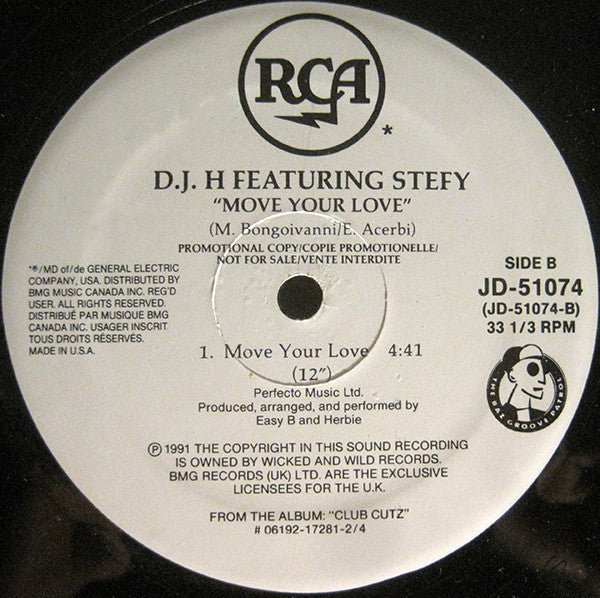 RCA
*
D.J. H FEATURING STEFY
"MOVE YOUR LOVE"
(M. Bongoivanni/E. Acerbi)
PROMOTIONAL COPY/COPIE PROMOTIONELLE/
NOT FOR SALE/VENTE INTERDITE
*®/MD of/de GENERAL ELECTRIC
COMPANY, USA. DISTRIBUTED BY
BMG MUSIC CANADA INC. REG'D
USER. ALL RIGHTS RESERVED.
DISTRIBUÉ PAR MUSIQUE BMG
CANADA INC. USAGER INSCRIT.
TOUS DROITS RÉSERVÉS.
MADE IN U.S.A.
SIDE B
JD-51074
(JD-51074-B)
33 1/3 RPM
1. Move Your Love 4:41
(12")
Perfecto Music Ltd.
Produced, arranged, and performed by
Easy B and Herbie
THE BAZ GROOVE PATROL
℗ 1991 THE COPYRIGHT IN THIS SOUND RECORDING
IS OWNED BY WICKED AND WILD RECORDS.
BMG RECORDS (UK) LTD. ARE THE EXCLUSIVE
LICENSEES FOR THE U.K.
FROM THE ALBUM: "CLUB CUTZ"
# 06192-17281-2/4